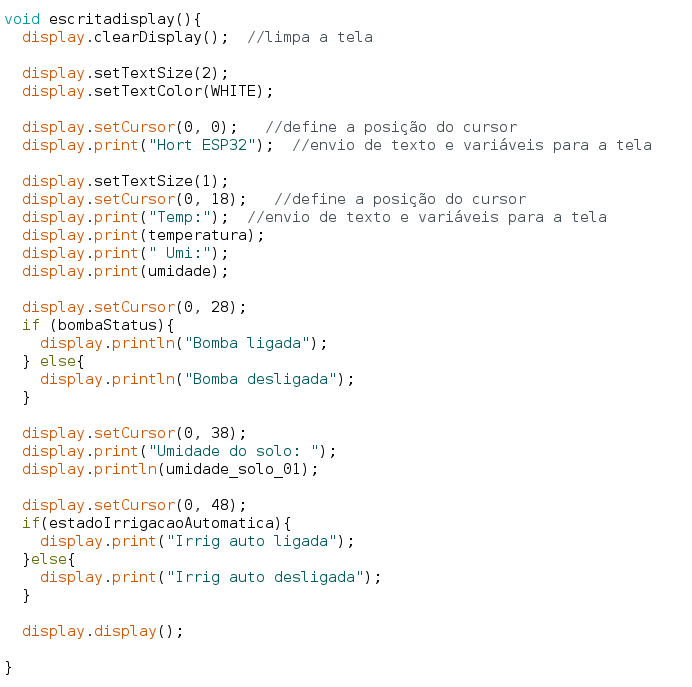 void escritadisplay(){
  display.clearDisplay();  //limpa a tela

  display.setTextSize(2);
  display.setTextColor(WHITE);

  display.setCursor(0, 0);   //define a posição do cursor
  display.print("Hort ESP32");  //envio de texto e variáveis para a tela

  display.setTextSize(1);
  display.setCursor(0, 18);   //define a posição do cursor
  display.print("Temp:");  //envio de texto e variáveis para a tela
  display.print(temperatura);
  display.print(" Umi:");
  display.print(umidade);

  display.setCursor(0, 28);
  if (bombaStatus){
    display.println("Bomba ligada");
  } else{
    display.println("Bomba desligada");
  }

  display.setCursor(0, 38);
  display.print("Umidade do solo: ");
  display.println(umidade_solo_01);

  display.setCursor(0, 48);
  if(estadoIrrigacaoAutomatica){
    display.print("Irrig auto ligada");
  }else{
    display.print("Irrig auto desligada");
  }

  display.display();

}